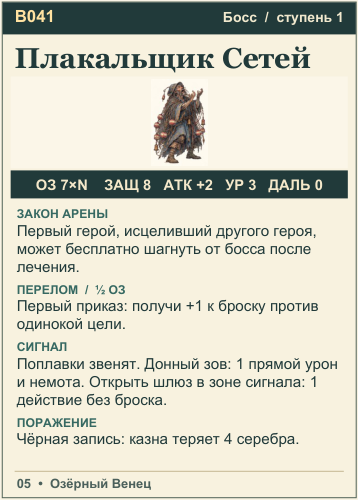 B041
Босс / ступень 1
Плакальщик Сетей
ОЗ 7×N ЗАЩ 8 АТК +2 УР 3 ДАЛЬ 0
ЗАКОН АРЕНЫ
Первый герой, исцеливший другого героя,
может бесплатно шагнуть от босса после
лечения.
ПЕРЕЛОМ / ½ ОЗ
Первый приказ: получи +1 к броску против
одинокой цели.
СИГНАЛ
Поплавки звенят. Донный зов: 1 прямой урон
и немота. Открыть шлюз в зоне сигнала: 1
действие без броска.
ПОРАЖЕНИЕ
Чёрная запись: казна теряет 4 серебра.
05 • Озёрный Венец